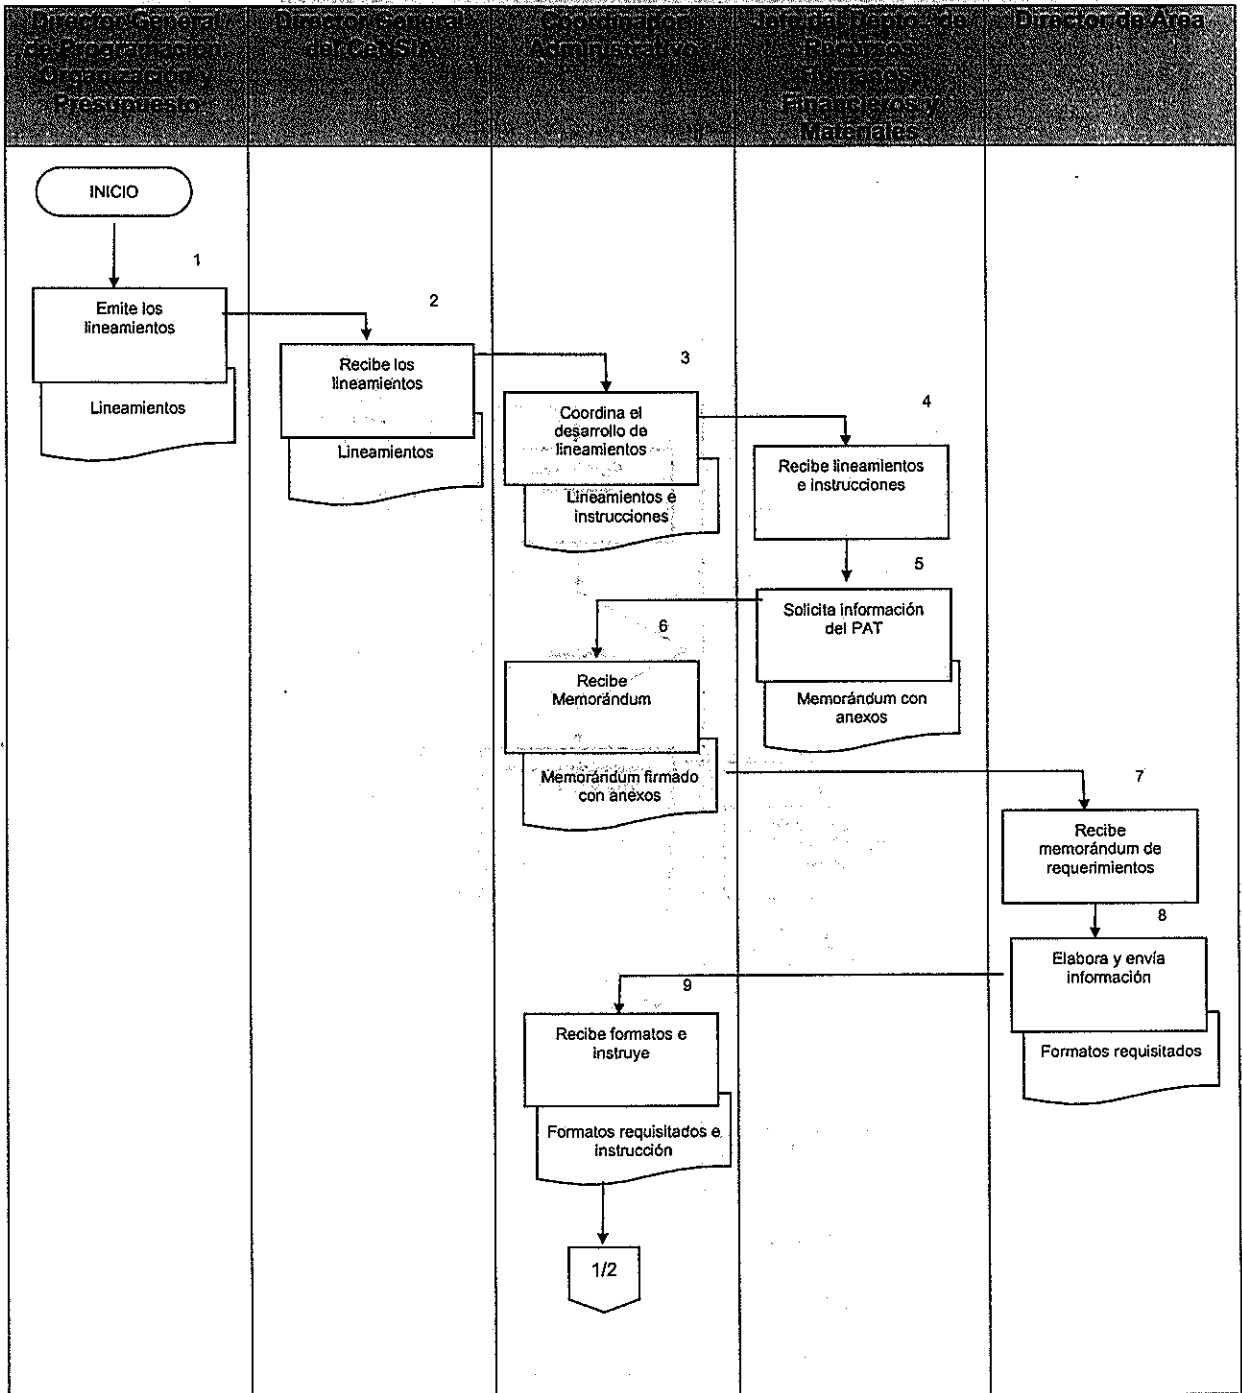 Director General
de Programación
Organización y
Presupuesto
Director General
del CeNSIA
Coordinador
Administrativo
Jefe del Depto. de
Recursos
Humanos,
Financieros y
Materiales
Director de Area
INICIO
1
Emite los
lineamientos
Lineamientos
2
Recibe los
lineamientos
Lineamientos
3
Coordina el
desarrollo de
lineamientos
Lineamientos e
instrucciones
4
Recibe lineamientos
e instrucciones
5
Solicita información
del PAT
Memorándum con
anexos
6
Recibe
Memorándum
Memorándum firmado
con anexos
7
Recibe
memorándum de
requerimientos
8
Elabora y envía
información
Formatos requisitados
9
Recibe formatos e
instruye
Formatos requisitados e
instrucción
1/2